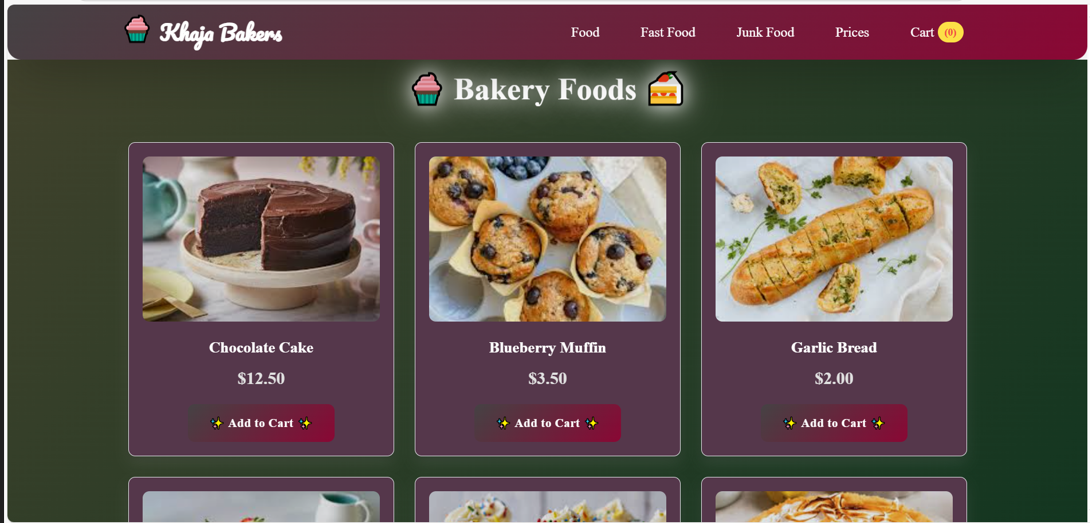 Khaja Bakers
Food Fast Food Junk Food Prices Cart (0)
Bakery Foods
Chocolate Cake
$12.50
✨ Add to Cart ✨
Blueberry Muffin
$3.50
✨ Add to Cart ✨
Garlic Bread
$2.00
✨ Add to Cart ✨